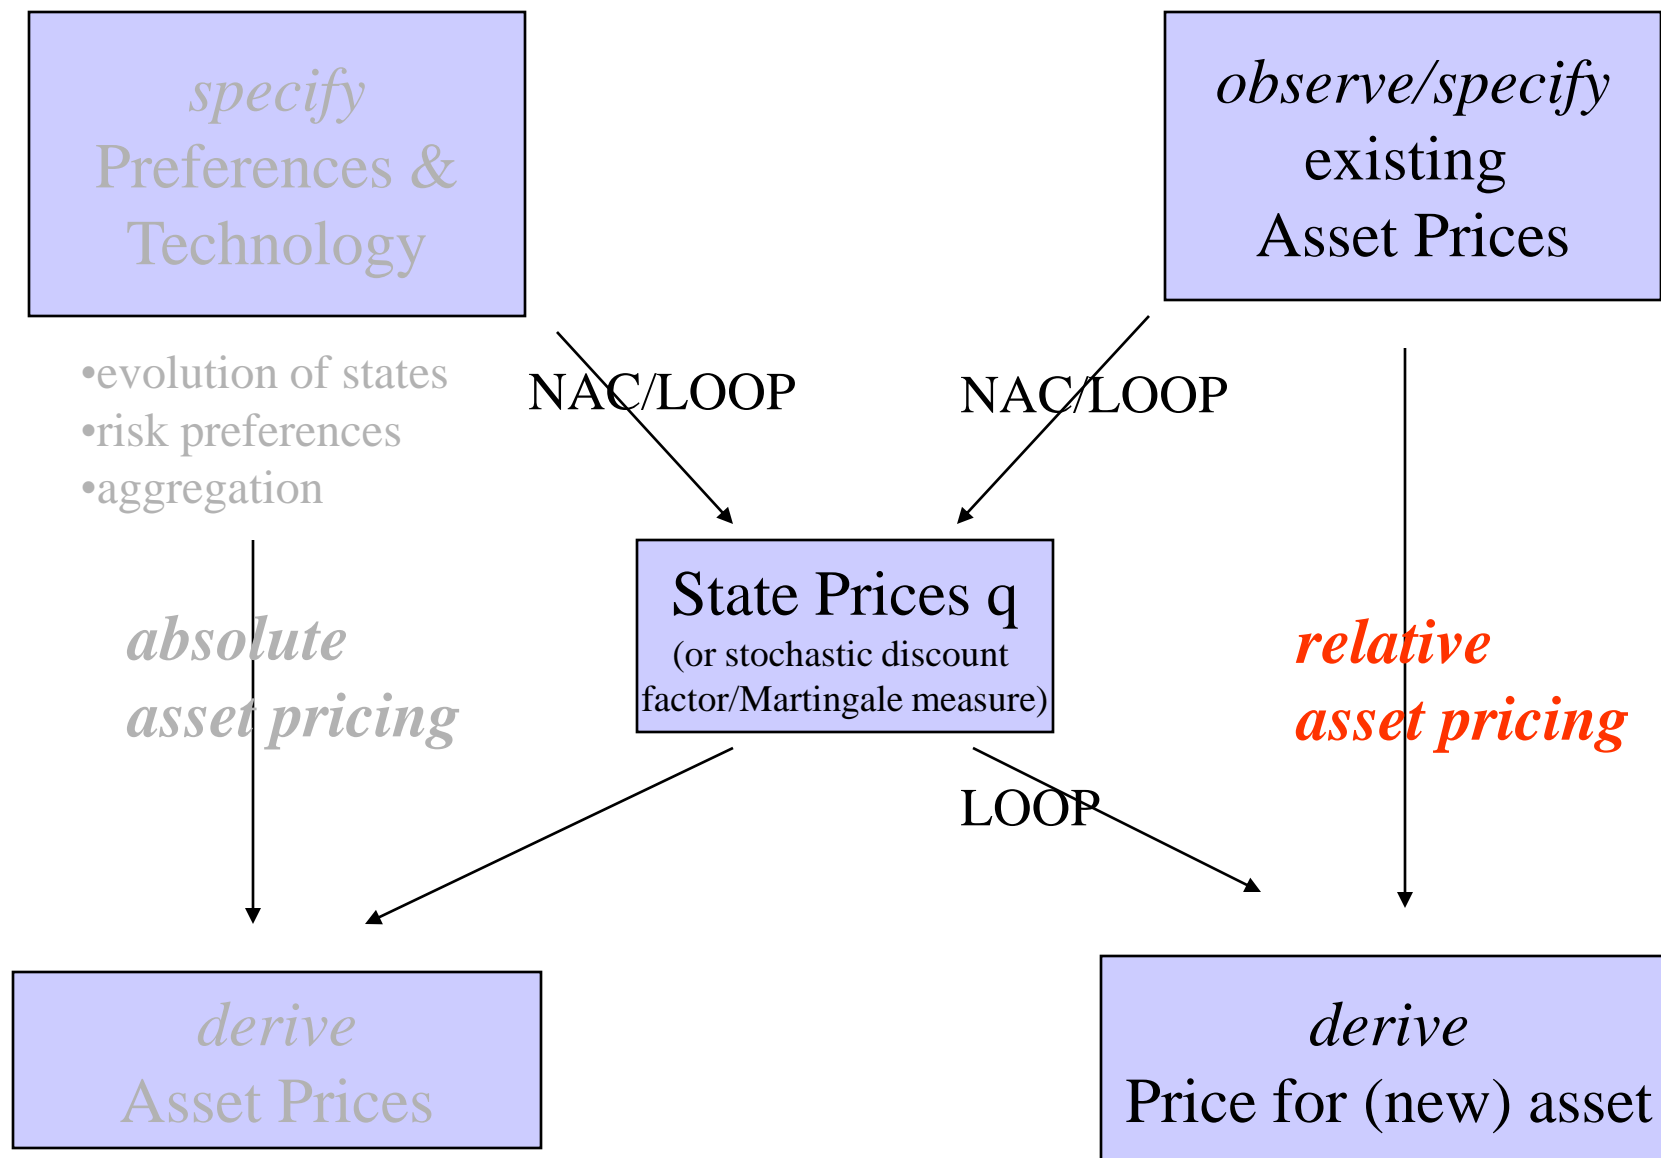 specify
Preferences &
Technology
observe/specify
existing
Asset Prices
•evolution of states
•risk preferences
•aggregation
NAC/LOOP
NAC/LOOP
State Prices q
(or stochastic discount
factor/Martingale measure)
absolute
asset pricing
relative
asset pricing
LOOP
derive
Asset Prices
derive
Price for (new) asset